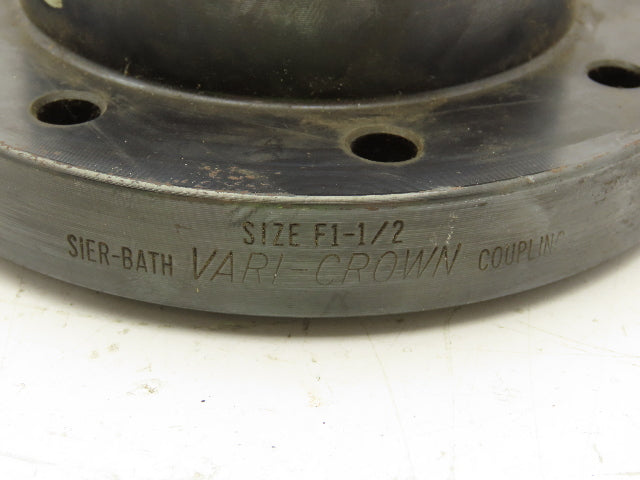 SIZE F1-1/2
SIER-BATH VARI-CROWN COUPLING